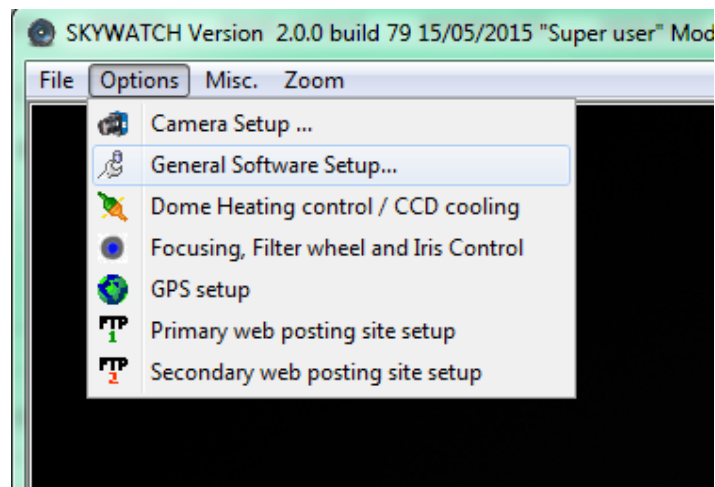 SKYWATCH Version 2.0.0 build 79 15/05/2015 "Super user" Mod
File Options Misc. Zoom
Camera Setup ...
General Software Setup...
Dome Heating control / CCD cooling
Focusing, Filter wheel and Iris Control
GPS setup
FTP 1 Primary web posting site setup
FTP 2 Secondary web posting site setup